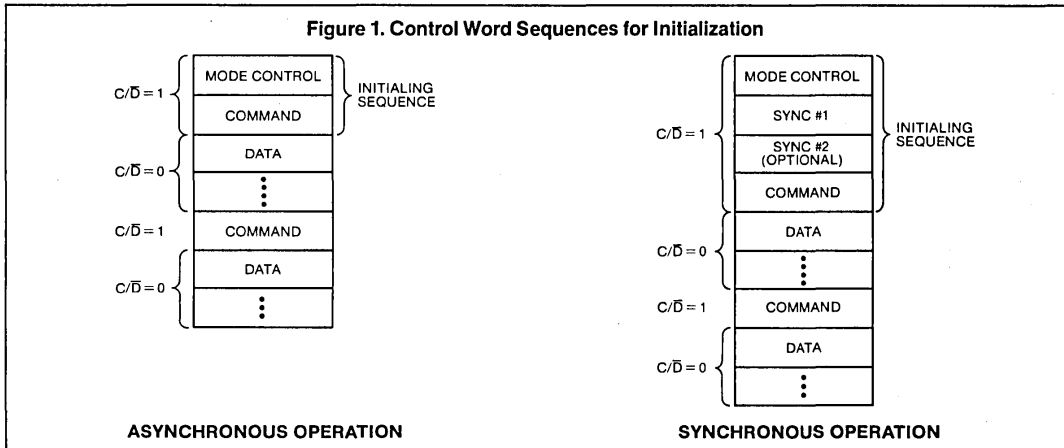 Figure 1. Control Word Sequences for Initialization
C/D̅ = 1
MODE CONTROL
COMMAND
INITIALING
SEQUENCE
C/D̅ = 0
DATA
C/D̅ = 1
COMMAND
C/D̅ = 0
DATA
ASYNCHRONOUS OPERATION
C/D̅ = 1
MODE CONTROL
SYNC #1
SYNC #2
(OPTIONAL)
COMMAND
INITIALING
SEQUENCE
C/D̅ = 0
DATA
C/D̅ = 1
COMMAND
C/D̅ = 0
DATA
SYNCHRONOUS OPERATION